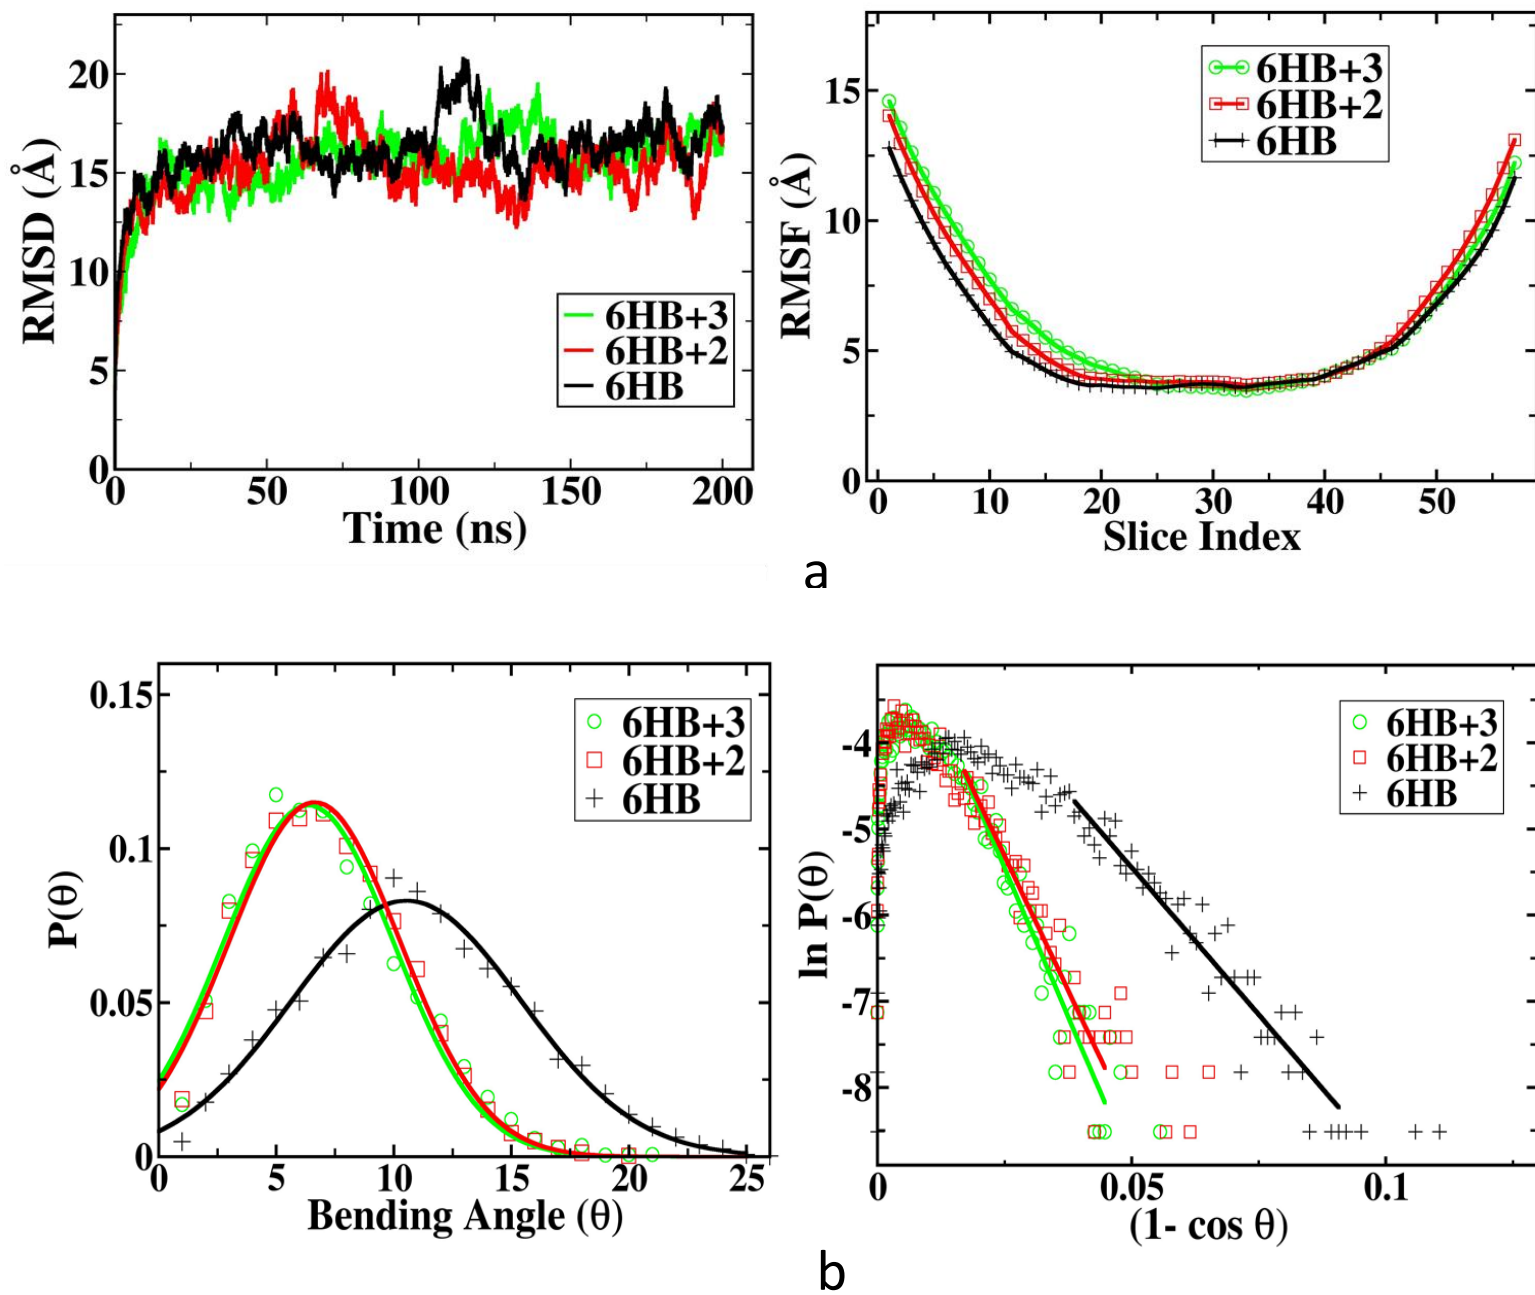 RMSD (Å)
20
15
10
5
0
6HB+3
6HB+2
6HB
0 50 100 150 200
Time (ns)
RMSF (Å)
15
10
5
0
6HB+3
6HB+2
6HB
0 10 20 30 40 50
Slice Index
a
P(θ)
0.15
0.1
0.05
0
6HB+3
6HB+2
6HB
0 5 10 15 20 25
Bending Angle (θ)
ln P(θ)
-4
-5
-6
-7
-8
6HB+3
6HB+2
6HB
0 0.05 0.1
(1- cos θ)
b